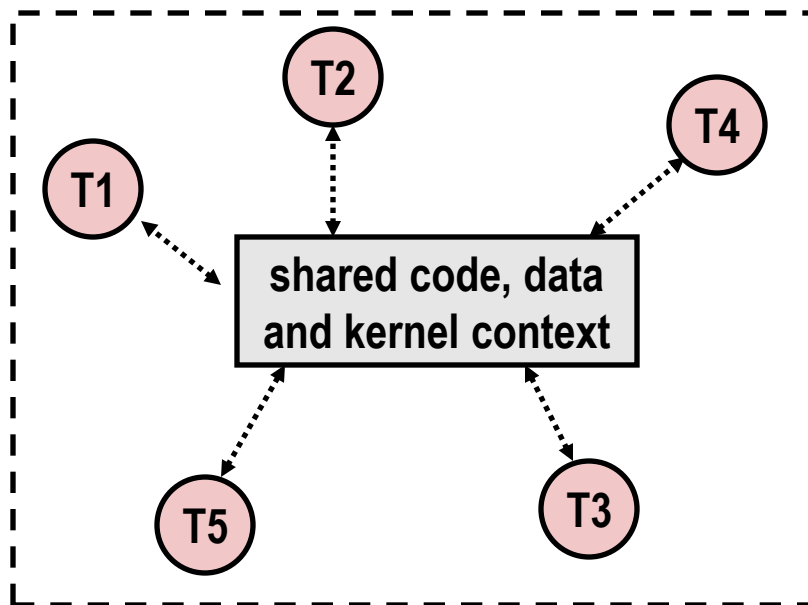 T2
T4
T1
shared code, data
and kernel context
T5
T3